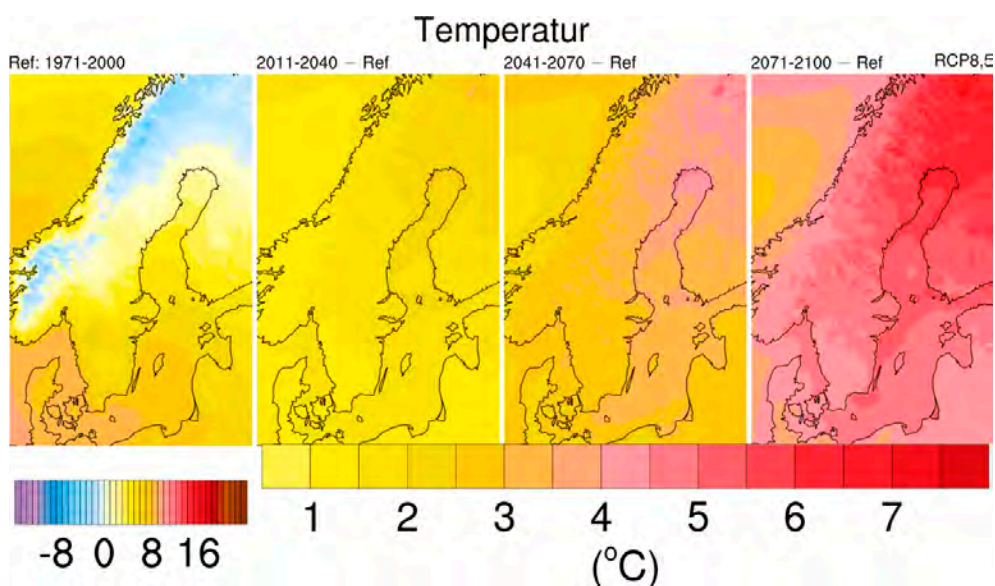 Temperatur
Ref: 1971-2000
2011-2040 – Ref
2041-2070 – Ref
2071-2100 – Ref
RCP8,5
1 2 3 4 5 6 7
-8 0 8 16
(°C)